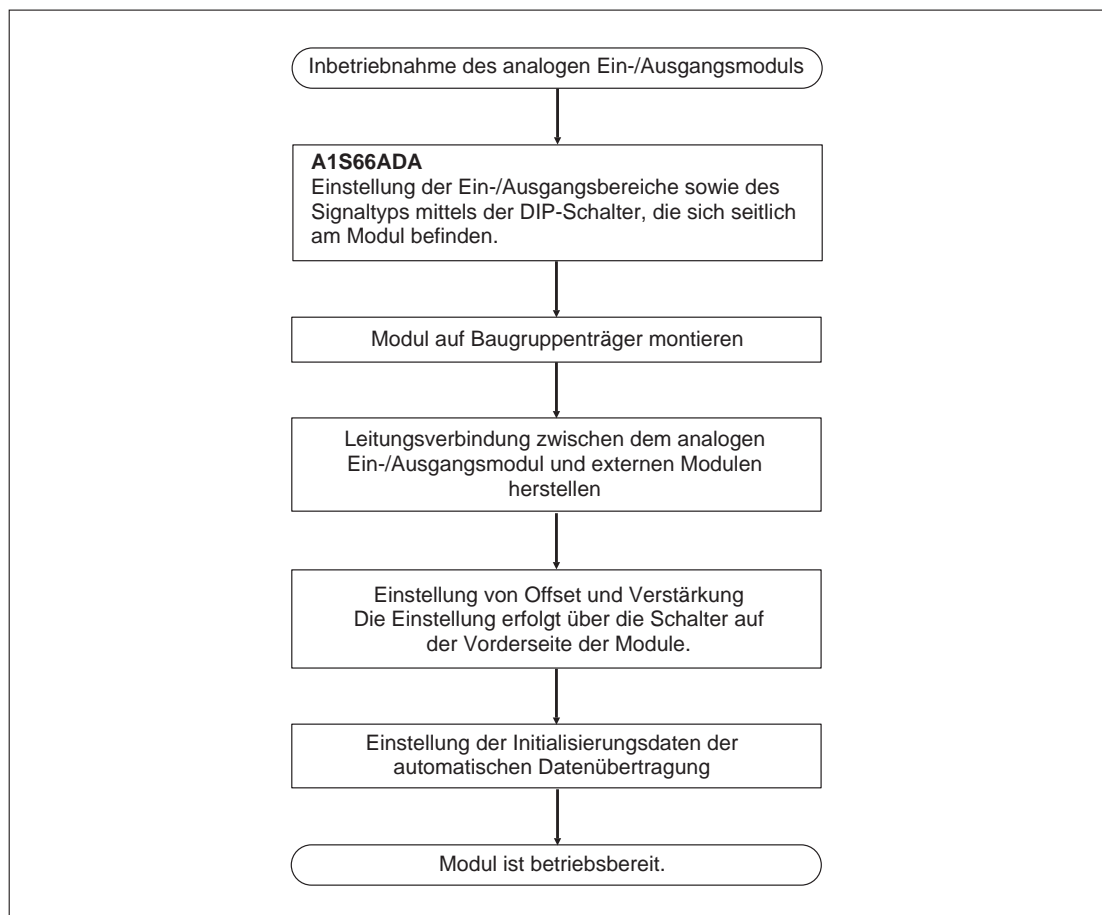 Inbetriebnahme des analogen Ein-/Ausgangsmoduls
A1S66ADA
Einstellung der Ein-/Ausgangsbereiche sowie des
Signaltyps mittels der DIP-Schalter, die sich seitlich
am Modul befinden.
Modul auf Baugruppenträger montieren
Leitungsverbindung zwischen dem analogen
Ein-/Ausgangsmodul und externen Modulen
herstellen
Einstellung von Offset und Verstärkung
Die Einstellung erfolgt über die Schalter auf
der Vorderseite der Module.
Einstellung der Initialisierungsdaten der
automatischen Datenübertragung
Modul ist betriebsbereit.